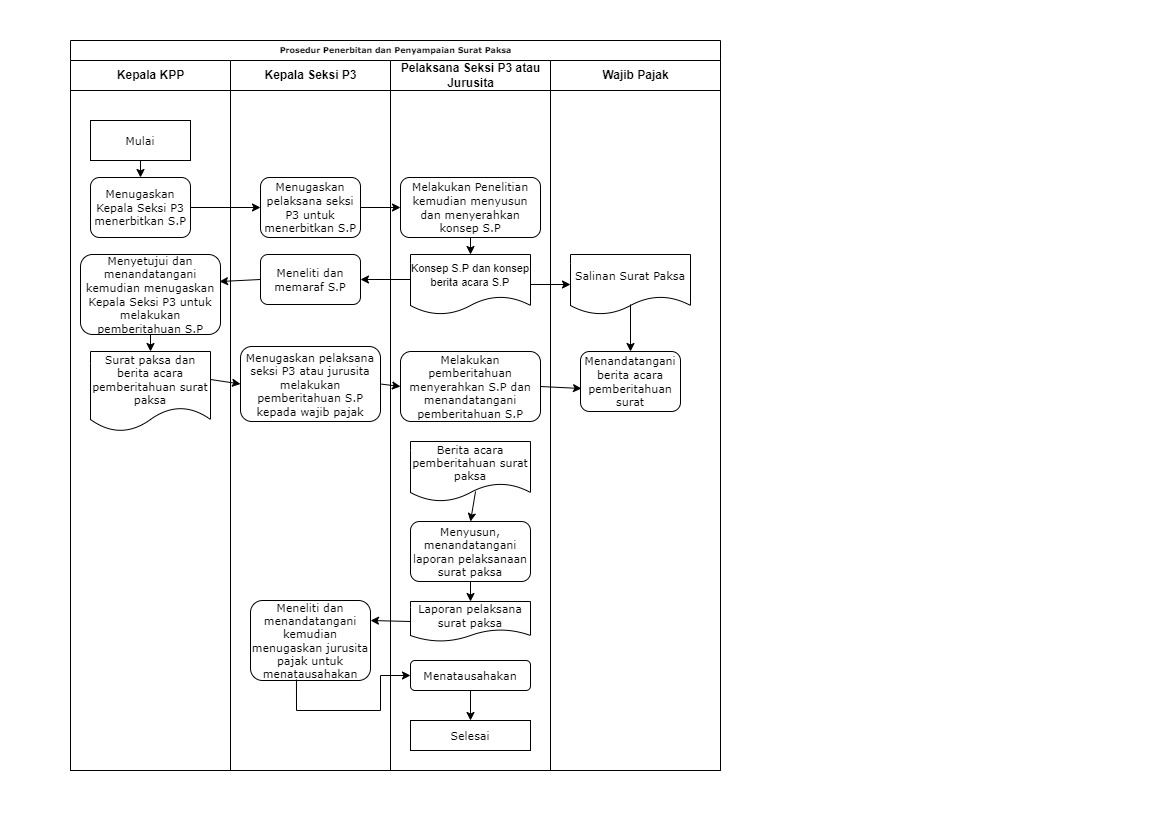 Prosedur Penerbitan dan Penyampaian Surat Paksa
Kepala KPP
Kepala Seksi P3
Pelaksana Seksi P3 atau
Jurusita
Wajib Pajak
Mulai
Menugaskan
Kepala Seksi P3
menerbitkan S.P
Menugaskan
pelaksana seksi
P3 untuk
menerbitkan S.P
Melakukan Penelitian
kemudian menyusun
dan menyerahkan
konsep S.P
Menyetujui dan
menandatangani
kemudian menugaskan
Kepala Seksi P3 untuk
melakukan
pemberitahuan S.P
Meneliti dan
memaraf S.P
Konsep S.P dan konsep
berita acara S.P
Salinan Surat Paksa
Surat paksa dan
berita acara
pemberitahuan surat
paksa
Menugaskan pelaksana
seksi P3 atau jurusita
melakukan
pemberitahuan S.P
kepada wajib pajak
Melakukan
pemberitahuan
menyerahkan S.P dan
menandatangani
pemberitahuan S.P
Menandatangani
berita acara
pemberitahuan
surat
Berita acara
pemberitahuan surat
paksa
Menyusun,
menandatangani
laporan pelaksanaan
surat paksa
Meneliti dan
menandatangani
kemudian
menugaskan jurusita
pajak untuk
menatausahakan
Laporan pelaksana
surat paksa
Menatausahakan
Selesai